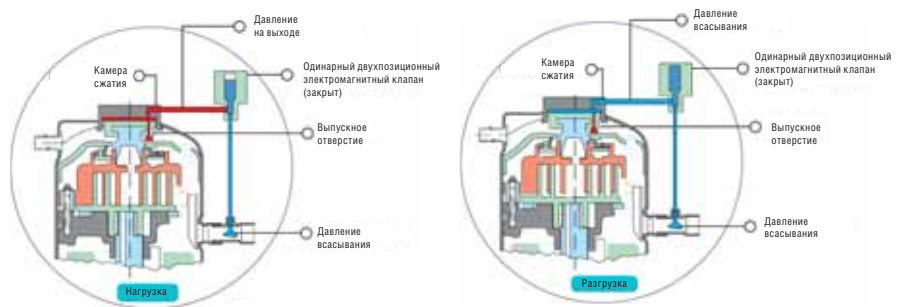 Давление
на выходе
Камера
сжатия
Одинарный двухпозиционный
электромагнитный клапан
(закрыт)
Выпускное
отверстие
Давление
всасывания
Нагрузка
Давление
всасывания
Камера
сжатия
Одинарный двухпозиционный
электромагнитный клапан
(закрыт)
Выпускное
отверстие
Давление
всасывания
Разгрузка